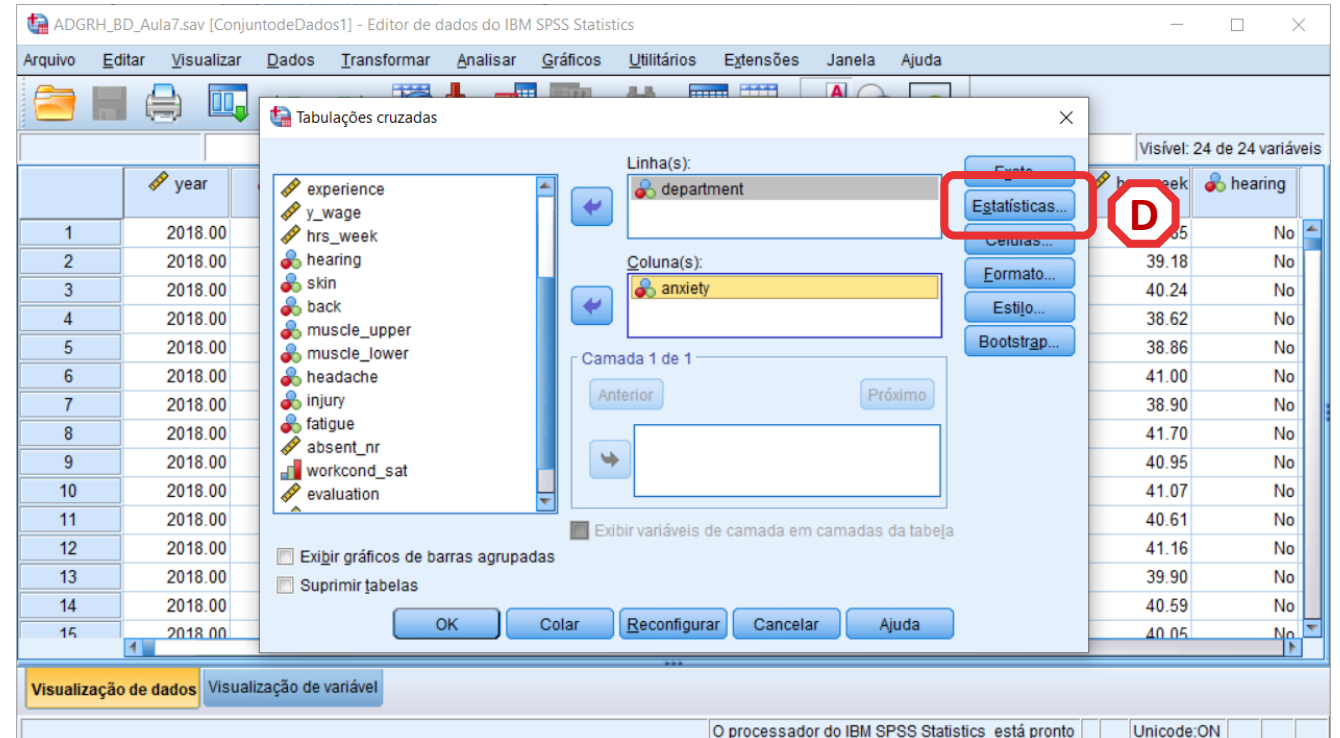 ADGRH_BD_Aula7.sav [ConjuntodeDados1] - Editor de dados do IBM SPSS Statistics
Arquivo Editar Visualizar Dados Transformar Analisar Gráficos Utilitários Extensões Janela Ajuda
Tabulações cruzadas
Visível: 24 de 24 variáveis
year
hearing
experience
y_wage
hrs_week
hearing
skin
back
muscle_upper
muscle_lower
headache
injury
fatigue
absent_nr
workcond_sat
evaluation
Linha(s):
department
Coluna(s):
anxiety
Camada 1 de 1
Anterior Próximo
Exibir variáveis de camada em camadas da tabela
Estatísticas...
D
Formato...
Estilo...
Bootstrap...
Exibir gráficos de barras agrupadas
Suprimir tabelas
OK Colar Reconfigurar Cancelar Ajuda
1 2018.00 No
2 2018.00 39.18 No
3 2018.00 40.24 No
4 2018.00 38.62 No
5 2018.00 38.86 No
6 2018.00 41.00 No
7 2018.00 38.90 No
8 2018.00 41.70 No
9 2018.00 40.95 No
10 2018.00 41.07 No
11 2018.00 40.61 No
12 2018.00 41.16 No
13 2018.00 39.90 No
14 2018.00 40.59 No
15 2018.00 40.05 No
Visualização de dados Visualização de variável
O processador do IBM SPSS Statistics está pronto Unicode:ON